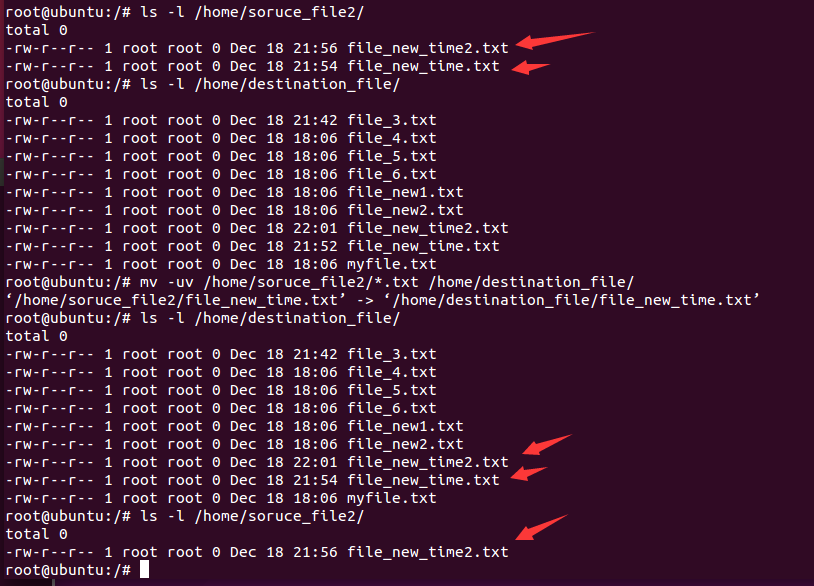 root@ubuntu:/# ls -l /home/soruce_file2/
total 0
-rw-r--r-- 1 root root 0 Dec 18 21:56 file_new_time2.txt
-rw-r--r-- 1 root root 0 Dec 18 21:54 file_new_time.txt
root@ubuntu:/# ls -l /home/destination_file/
total 0
-rw-r--r-- 1 root root 0 Dec 18 21:42 file_3.txt
-rw-r--r-- 1 root root 0 Dec 18 18:06 file_4.txt
-rw-r--r-- 1 root root 0 Dec 18 18:06 file_5.txt
-rw-r--r-- 1 root root 0 Dec 18 18:06 file_6.txt
-rw-r--r-- 1 root root 0 Dec 18 18:06 file_new1.txt
-rw-r--r-- 1 root root 0 Dec 18 18:06 file_new2.txt
-rw-r--r-- 1 root root 0 Dec 18 22:01 file_new_time2.txt
-rw-r--r-- 1 root root 0 Dec 18 21:52 file_new_time.txt
-rw-r--r-- 1 root root 0 Dec 18 18:06 myfile.txt
root@ubuntu:/# mv -uv /home/soruce_file2/*.txt /home/destination_file/
‘/home/soruce_file2/file_new_time.txt’ -> ‘/home/destination_file/file_new_time.txt’
root@ubuntu:/# ls -l /home/destination_file/
total 0
-rw-r--r-- 1 root root 0 Dec 18 21:42 file_3.txt
-rw-r--r-- 1 root root 0 Dec 18 18:06 file_4.txt
-rw-r--r-- 1 root root 0 Dec 18 18:06 file_5.txt
-rw-r--r-- 1 root root 0 Dec 18 18:06 file_6.txt
-rw-r--r-- 1 root root 0 Dec 18 18:06 file_new1.txt
-rw-r--r-- 1 root root 0 Dec 18 18:06 file_new2.txt
-rw-r--r-- 1 root root 0 Dec 18 22:01 file_new_time2.txt
-rw-r--r-- 1 root root 0 Dec 18 21:54 file_new_time.txt
-rw-r--r-- 1 root root 0 Dec 18 18:06 myfile.txt
root@ubuntu:/# ls -l /home/soruce_file2/
total 0
-rw-r--r-- 1 root root 0 Dec 18 21:56 file_new_time2.txt
root@ubuntu:/#